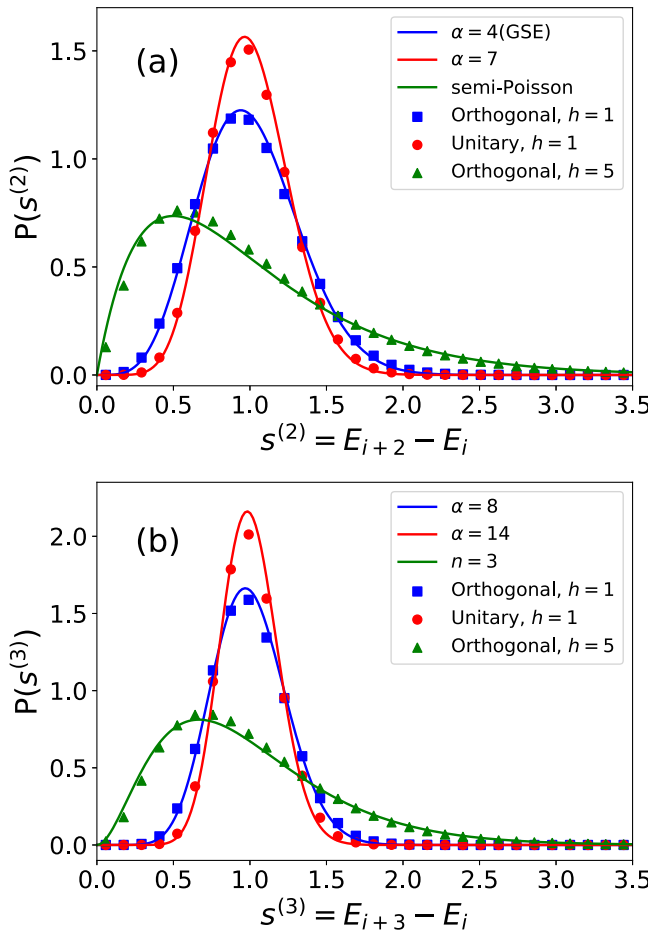 (a)
α = 4(GSE)
α = 7
semi-Poisson
Orthogonal, h = 1
Unitary, h = 1
Orthogonal, h = 5
P(s^{(2)})
1.5
1.0
0.5
0.0
0.0 0.5 1.0 1.5 2.0 2.5 3.0 3.5
s^{(2)} = E_{i+2} − E_i
(b)
α = 8
α = 14
n = 3
Orthogonal, h = 1
Unitary, h = 1
Orthogonal, h = 5
P(s^{(3)})
2.0
1.5
1.0
0.5
0.0
0.0 0.5 1.0 1.5 2.0 2.5 3.0 3.5
s^{(3)} = E_{i+3} − E_i